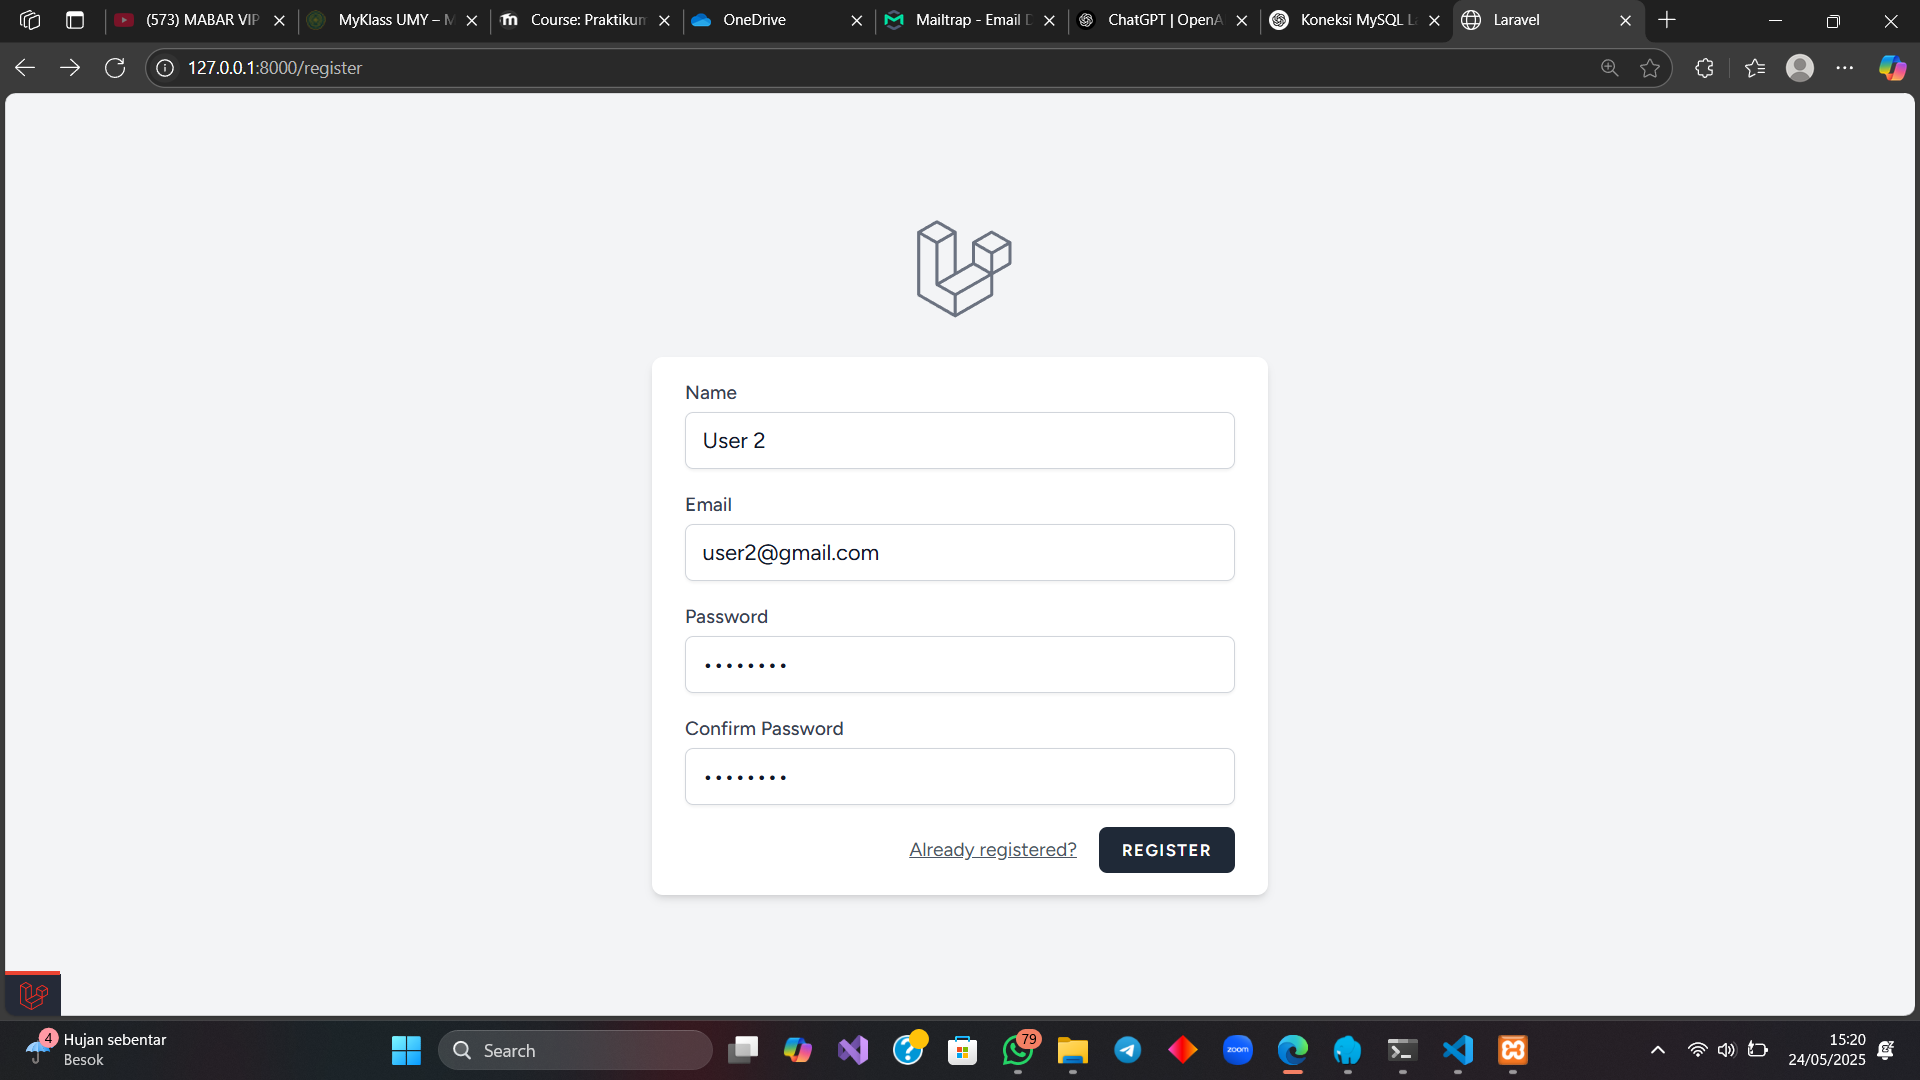 (573) MABAR VIP
MyKlass UMY – M
Course: Praktikum
OneDrive
Mailtrap - Email D
ChatGPT | OpenA
Koneksi MySQL La
Laravel
127.0.0.1:8000/register
Name
User 2
Email
user2@gmail.com
Password
••••••••
Confirm Password
••••••••
Already registered?
REGISTER
4
Hujan sebentar
Besok
Search
79
zoom
15:20
24/05/2025